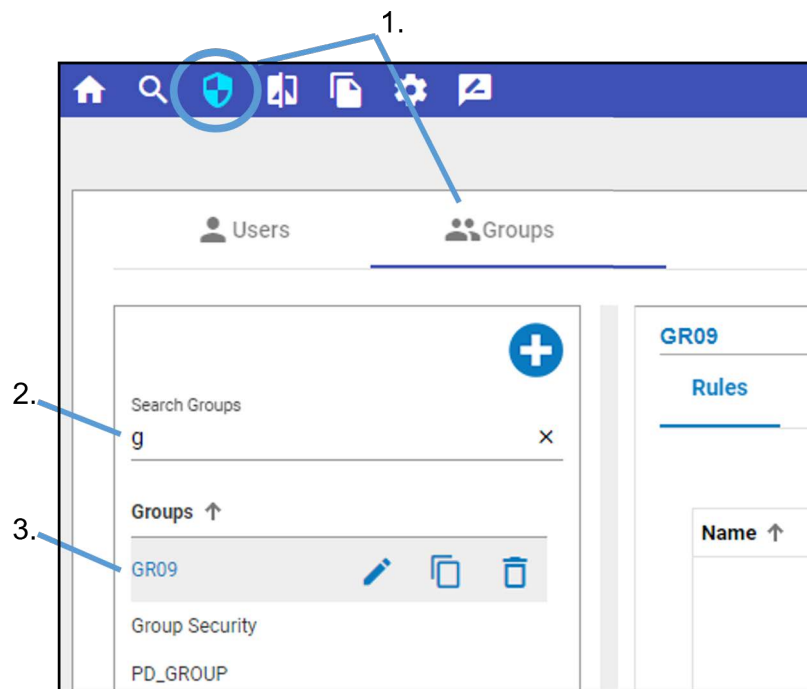 1.
Users Groups
GR09
Rules
2.
Search Groups
g
Groups
3.
GR09
Name
Group Security
PD_GROUP